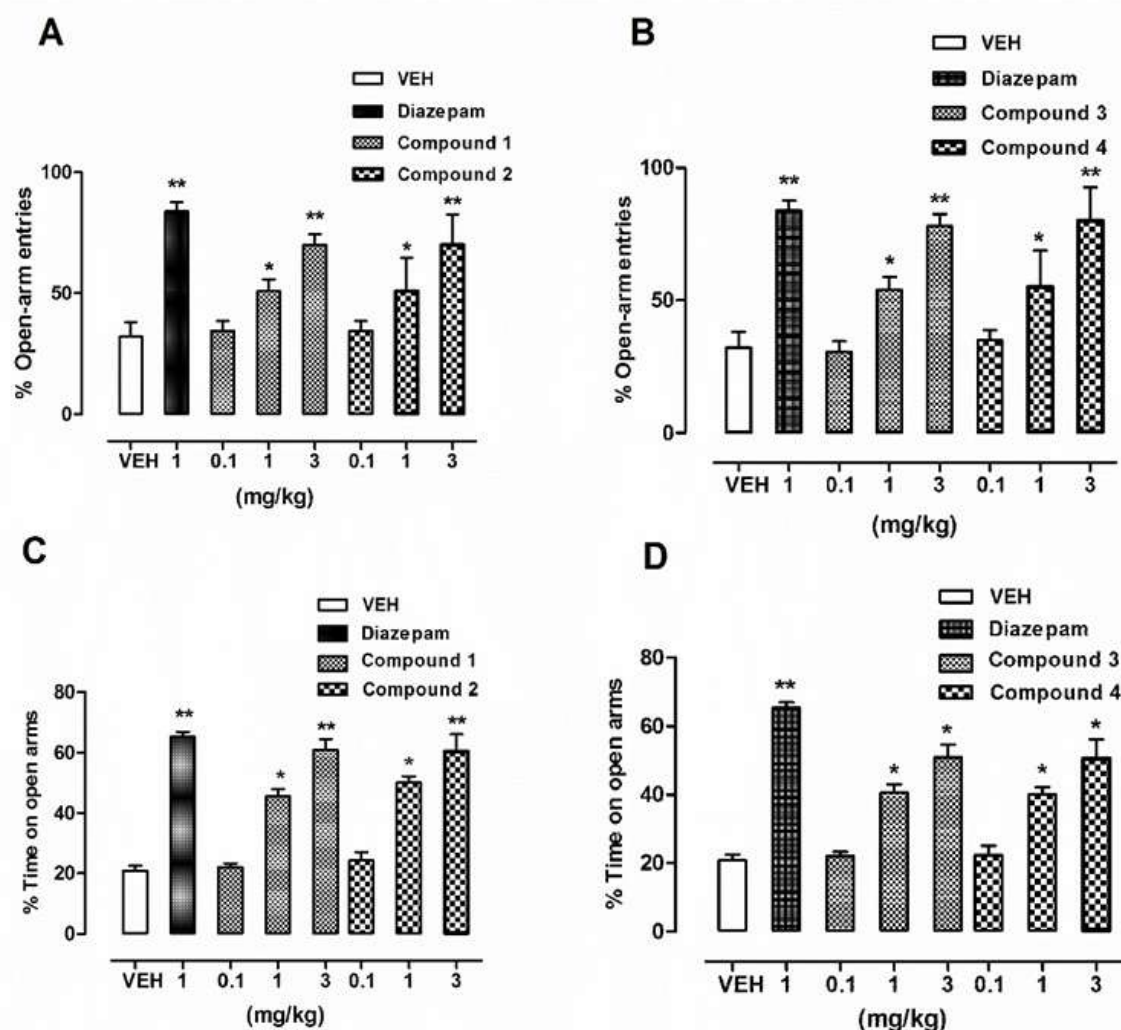 A
VEH
Diazepam
Compound 1
Compound 2
% Open-arm entries
100
50
0
**
*
**
*
**
VEH 1 0.1 1 3 0.1 1 3
(mg/kg)
B
VEH
Diazepam
Compound 3
Compound 4
% Open-arm entries
100
50
0
**
*
**
*
**
VEH 1 0.1 1 3 0.1 1 3
(mg/kg)
C
VEH
Diazepam
Compound 1
Compound 2
% Time on open arms
80
60
40
20
0
**
*
**
*
**
VEH 1 0.1 1 3 0.1 1 3
(mg/kg)
D
VEH
Diazepam
Compound 3
Compound 4
% Time on open arms
80
60
40
20
0
**
*
*
*
*
VEH 1 0.1 1 3 0.1 1 3
(mg/kg)